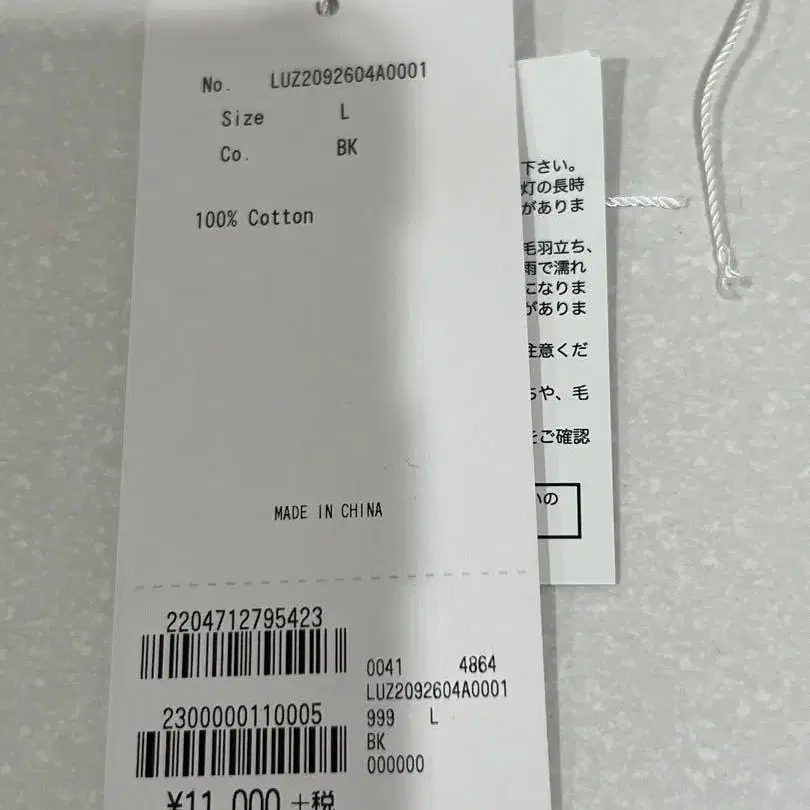 No. LUZ2092604A0001
Size L
Co. BK
100% Cotton
MADE IN CHINA
2204712795423
2300000110005
0041 4864
LUZ2092604A0001
999 L
BK
000000
¥11,000 +税
下さい。
灯の長時
がありま
毛羽立ち、
雨で濡れ
になりま
がありま
注意くだ
ちや、毛
をご確認
いの